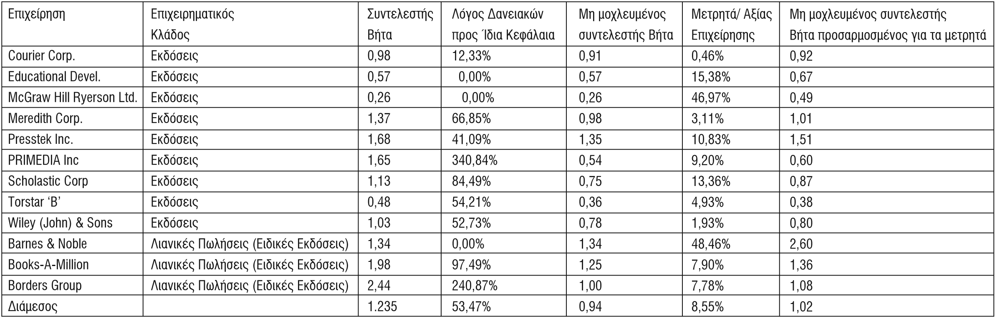 Επιχείρηση Επιχειρηματικός Κλάδος Συντελεστής Βήτα Λόγος Δανειακών προς Ίδια Κεφάλαια Μη μοχλευμένος συντελεστής Βήτα Μετρητά/ Αξίας Επιχείρησης Μη μοχλευμένος συντελεστής Βήτα προσαρμοσμένος για τα μετρητά
Courier Corp. Εκδόσεις 0,98 12,33% 0,91 0,46% 0,92
Educational Devel. Εκδόσεις 0,57 0,00% 0,57 15,38% 0,67
McGraw Hill Ryerson Ltd. Εκδόσεις 0,26 0,00% 0,26 46,97% 0,49
Meredith Corp. Εκδόσεις 1,37 66,85% 0,98 3,11% 1,01
Presstek Inc. Εκδόσεις 1,68 41,09% 1,35 10,83% 1,51
PRIMEDIA Inc Εκδόσεις 1,65 340,84% 0,54 9,20% 0,60
Scholastic Corp Εκδόσεις 1,13 84,49% 0,75 13,36% 0,87
Torstar ‘B’ Εκδόσεις 0,48 54,21% 0,36 4,93% 0,38
Wiley (John) & Sons Εκδόσεις 1,03 52,73% 0,78 1,93% 0,80
Barnes & Noble Λιανικές Πωλήσεις (Ειδικές Εκδόσεις) 1,34 0,00% 1,34 48,46% 2,60
Books-A-Million Λιανικές Πωλήσεις (Ειδικές Εκδόσεις) 1,98 97,49% 1,25 7,90% 1,36
Borders Group Λιανικές Πωλήσεις (Ειδικές Εκδόσεις) 2,44 240,87% 1,00 7,78% 1,08
Διάμεσος 1.235 53,47% 0,94 8,55% 1,02